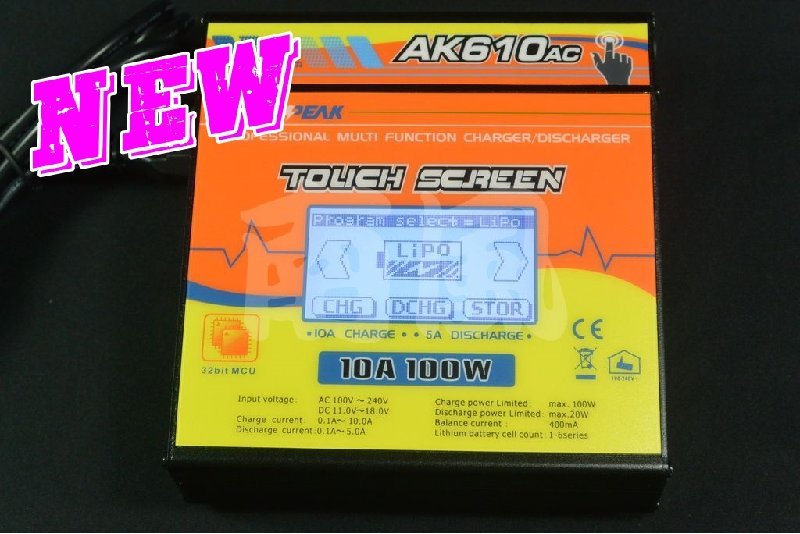 NEW
AK610AC
PEAK
PROFESSIONAL MULTI FUNCTION CHARGER/DISCHARGER
TOUCH SCREEN
Program select = LiPo
LiPO
CHG DCHG STOR
•10A CHARGE • • 5A DISCHARGE•
32bit MCU
10A 100W
CE
Input voltage: AC 100V~240V
DC 11.0V~18.0V
Charge current: 0.1A~ 10.0A
Discharge current:0.1A~5.0A
Charge power Limited: max. 100W
Discharge power Limited: max.20W
Balance current : 400mA
Lithium battery cell count: 1-6series